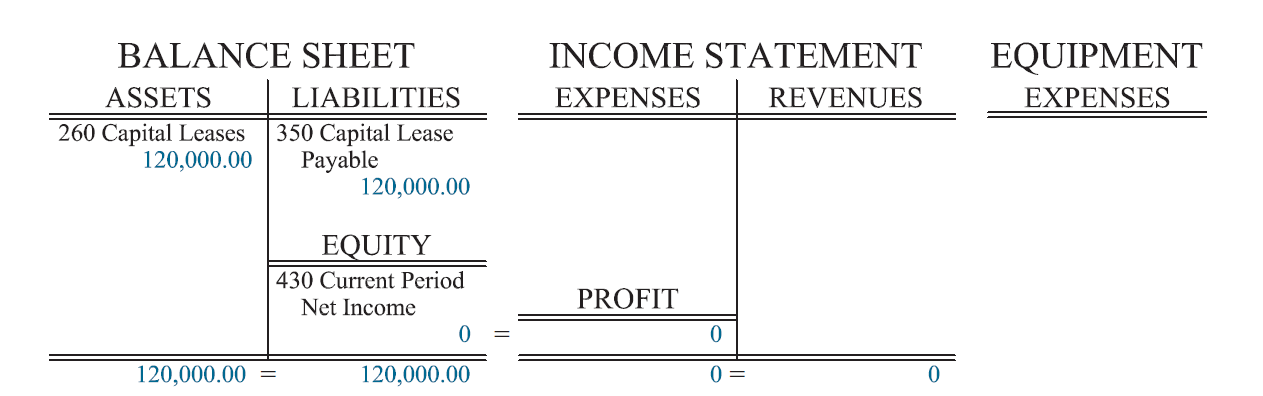 BALANCE SHEET INCOME STATEMENT EQUIPMENT
ASSETS LIABILITIES EXPENSES REVENUES EXPENSES
260 Capital Leases 350 Capital Lease
120,000.00 Payable
120,000.00
EQUITY
430 Current Period
Net Income PROFIT
0 = 0
120,000.00 = 120,000.00 0 = 0